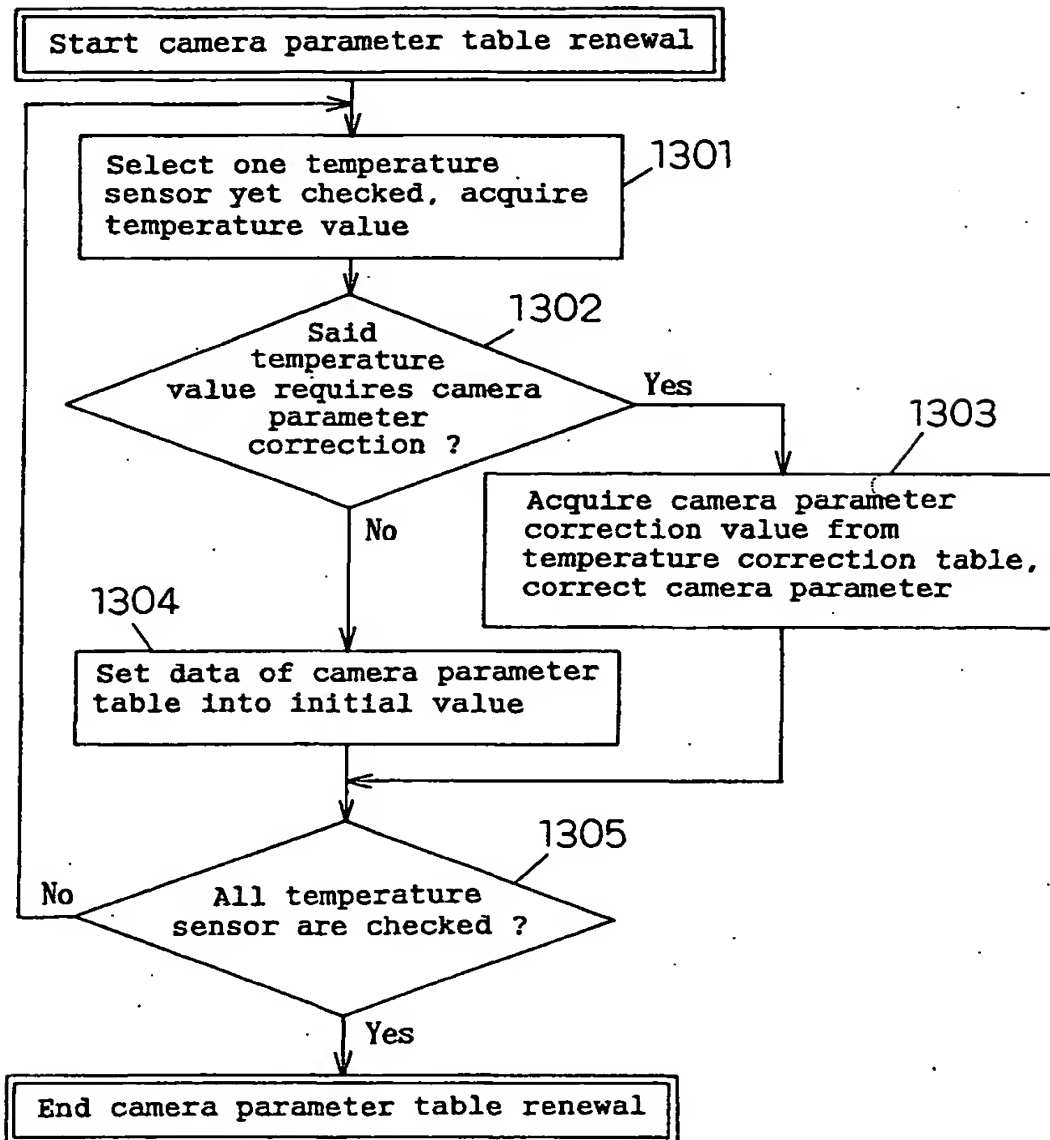 Start camera parameter table renewal
1301
Select one temperature
sensor yet checked, acquire
temperature value
1302
Said
temperature
value requires camera
parameter
correction ?
Yes
1303
Acquire camera parameter
correction value from
temperature correction table,
correct camera parameter
No
1304
Set data of camera parameter
table into initial value
1305
No
All temperature
sensor are checked ?
Yes
End camera parameter table renewal